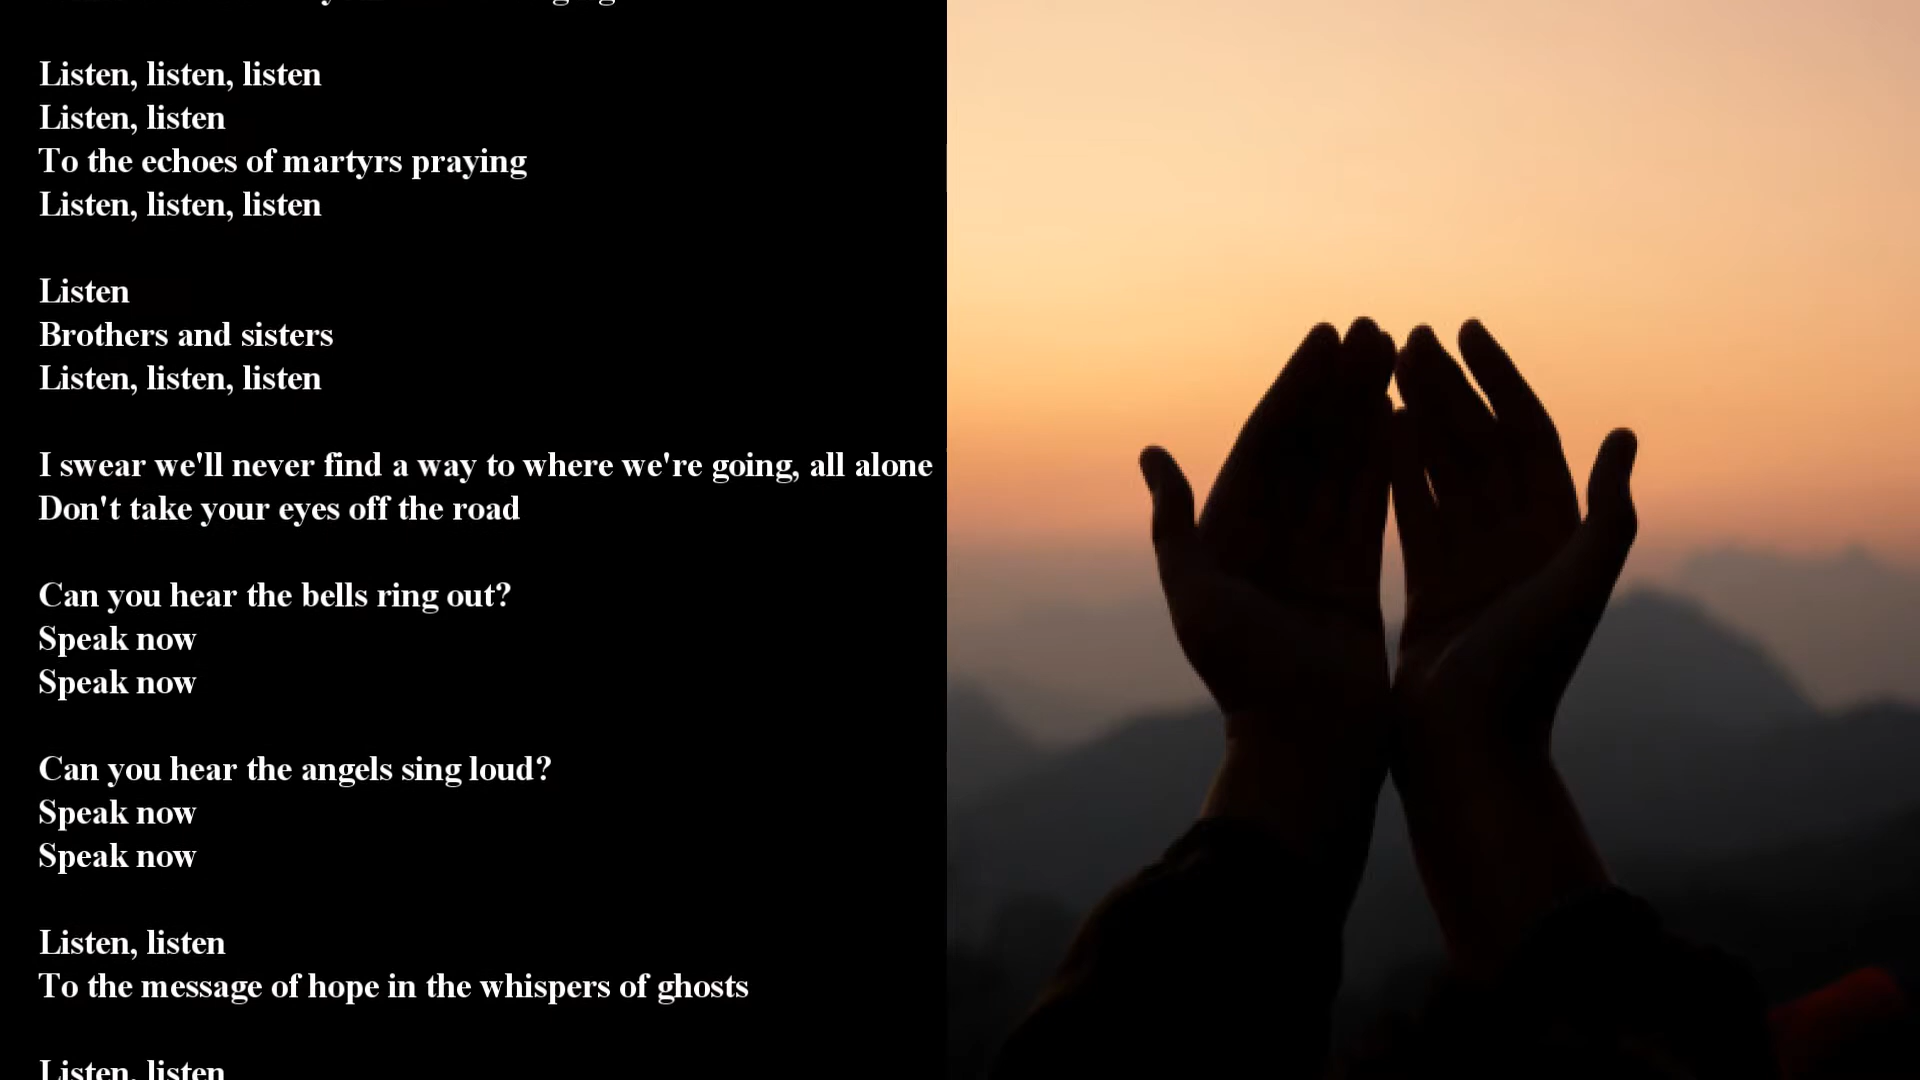 Listen, listen, listen
Listen, listen
To the echoes of martyrs praying
Listen, listen, listen
Listen
Brothers and sisters
Listen, listen, listen
I swear we'll never find a way to where we're going, all alone
Don't take your eyes off the road
Can you hear the bells ring out?
Speak now
Speak now
Can you hear the angels sing loud?
Speak now
Speak now
Listen, listen
To the message of hope in the whispers of ghosts
Listen, listen